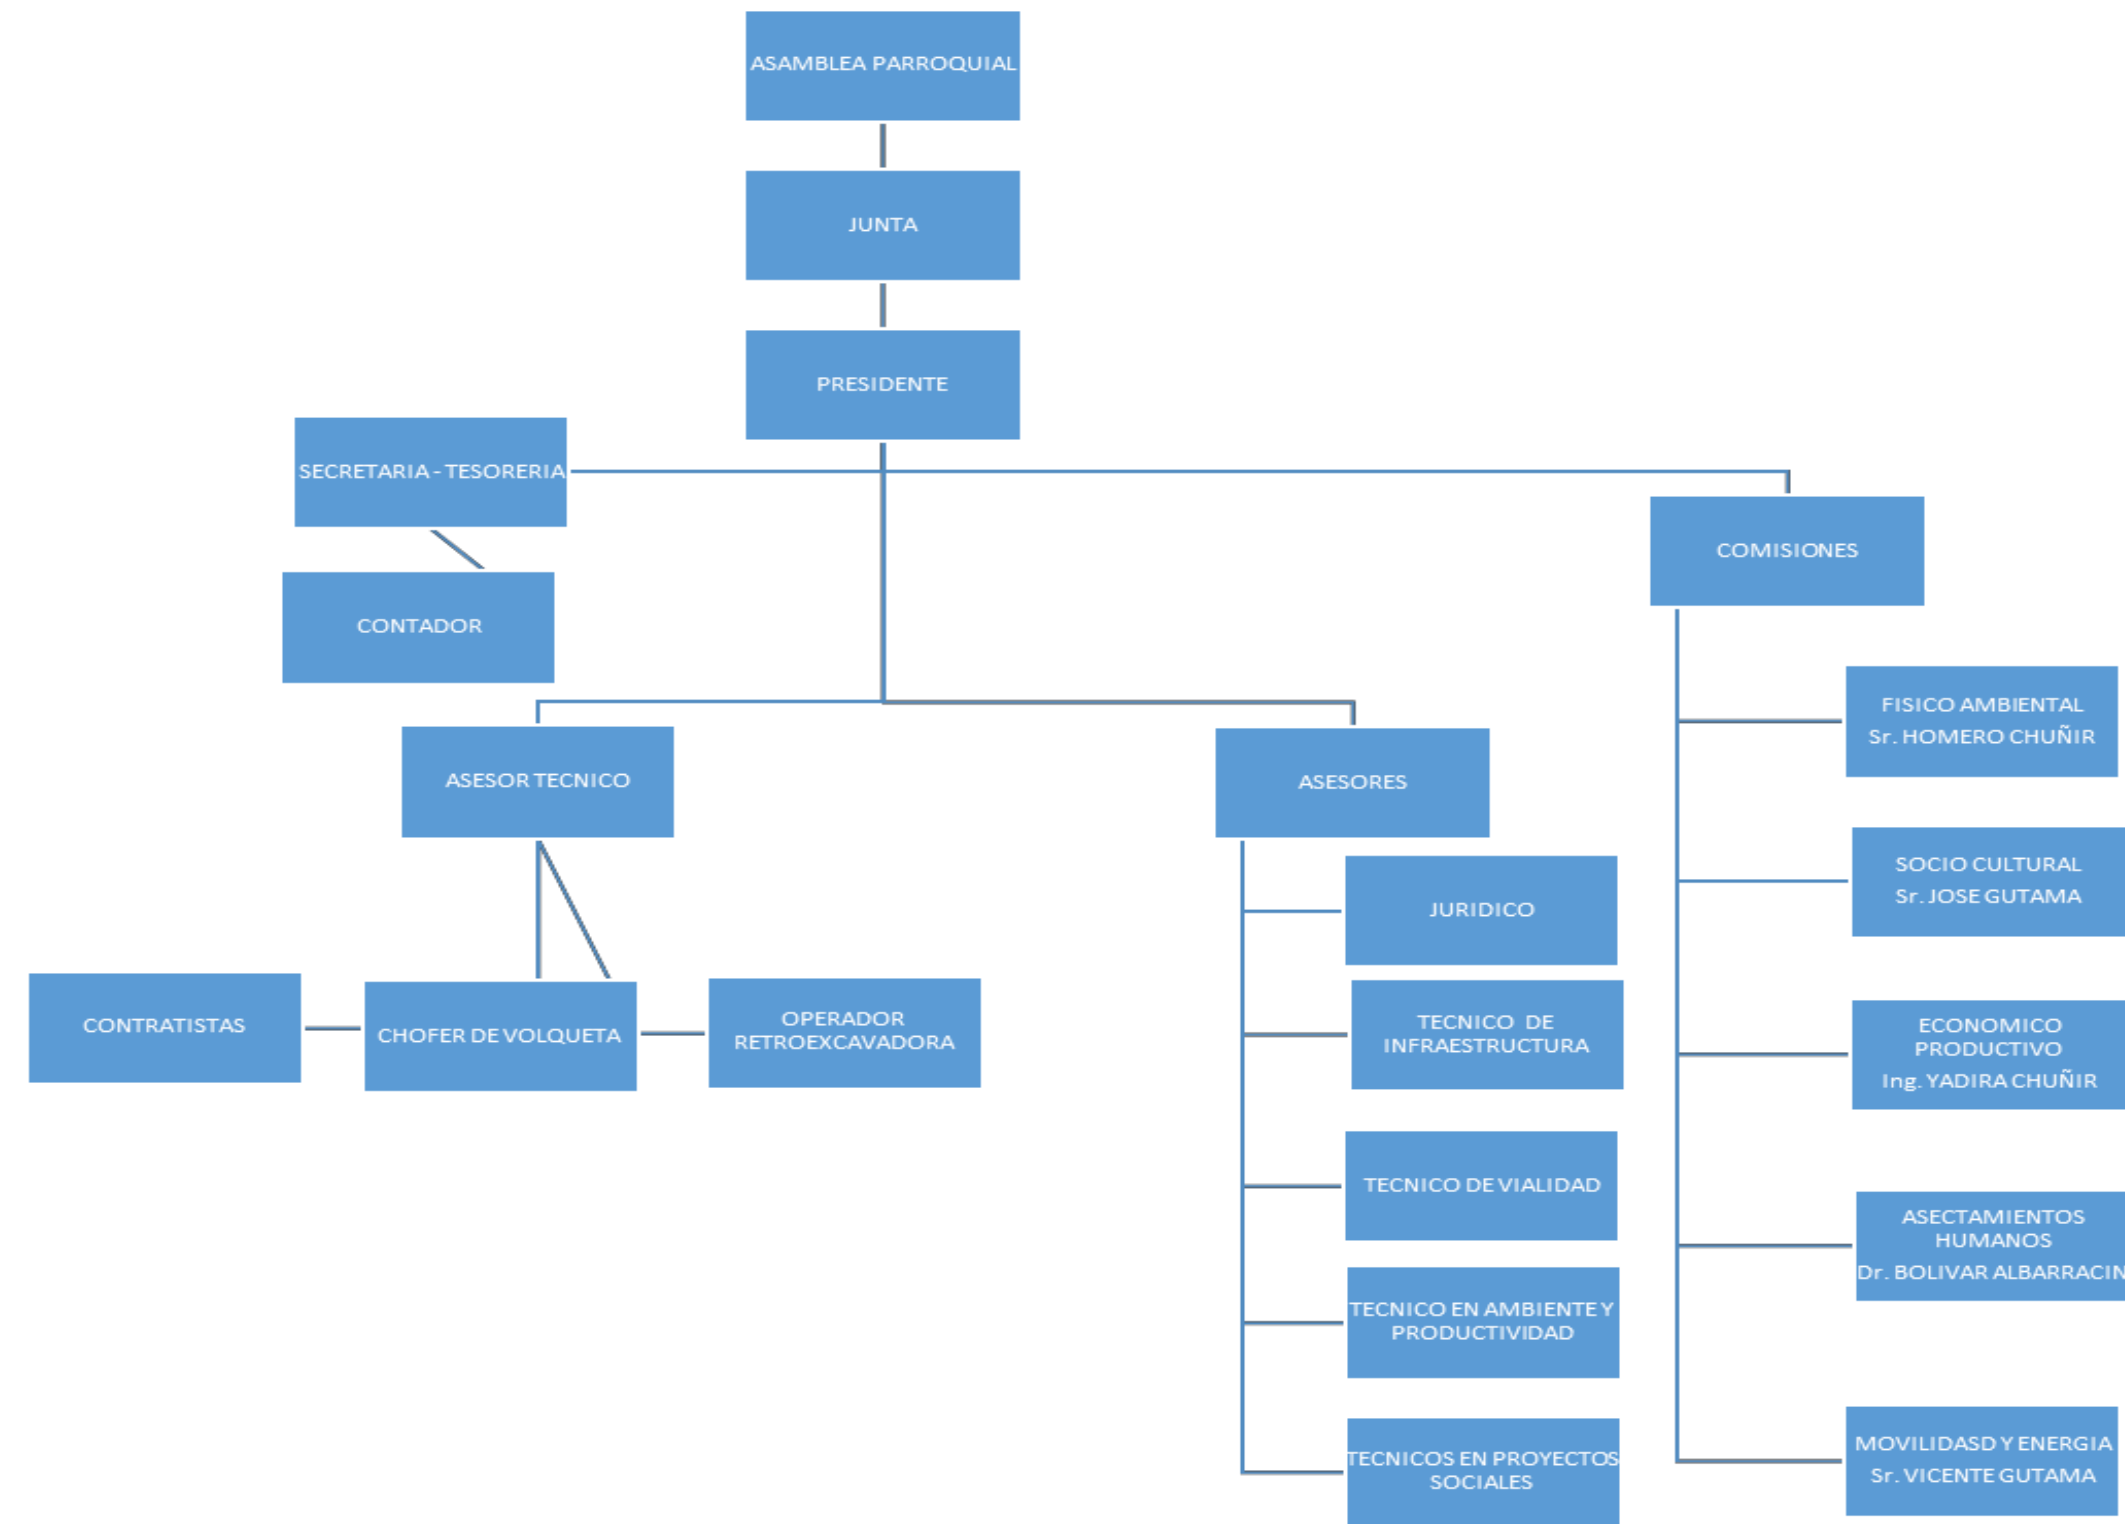 ASAMBLEA PARROQUIAL
JUNTA
PRESIDENTE
SECRETARIA - TESORERIA
CONTADOR
COMISIONES
ASESOR TECNICO
ASESORES
CONTRATISTAS
CHOFER DE VOLQUETA
OPERADOR
RETROEXCAVADORA
JURIDICO
TECNICO DE
INFRAESTRUCTURA
TECNICO DE VIALIDAD
TECNICO EN AMBIENTE Y
PRODUCTIVIDAD
TECNICOS EN PROYECTOS
SOCIALES
FISICO AMBIENTAL
Sr. HOMERO CHUÑIR
SOCIO CULTURAL
Sr. JOSE GUTAMA
ECONOMICO
PRODUCTIVO
Ing. YADIRA CHUÑIR
ASECTAMIENTOS
HUMANOS
Dr. BOLIVAR ALBARRACIN
MOVILIDASD Y ENERGIA
Sr. VICENTE GUTAMA